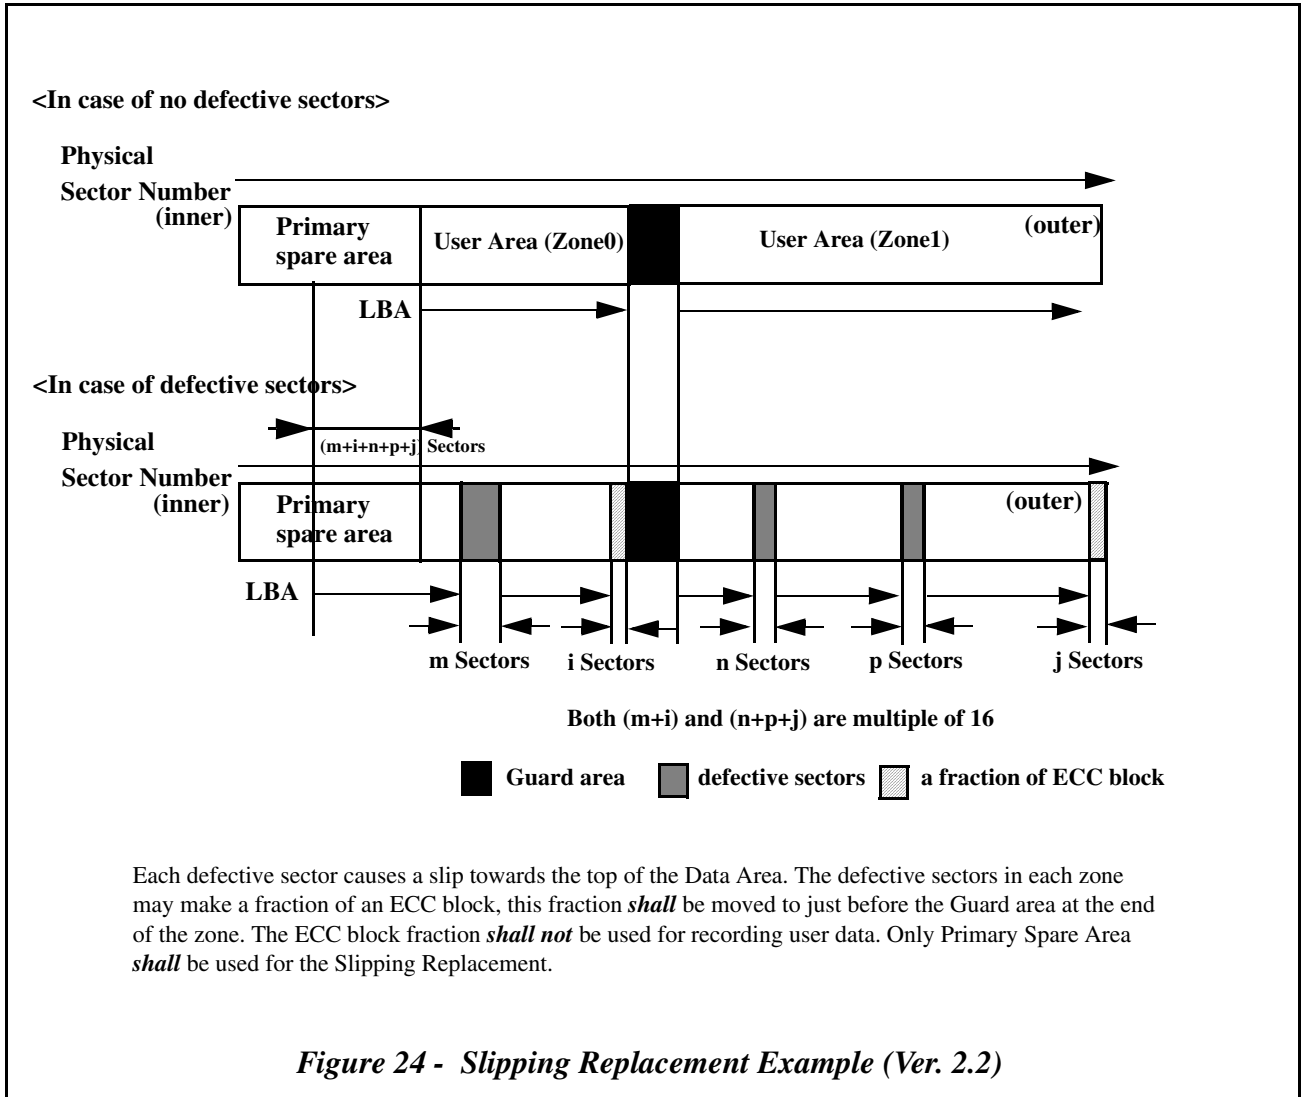 <In case of no defective sectors>
Physical
Sector Number
(inner)
Primary
spare area
User Area (Zone0)
User Area (Zone1)
(outer)
LBA
<In case of defective sectors>
Physical
(m+i+n+p+j) Sectors
Sector Number
(inner)
Primary
spare area
(outer)
LBA
m Sectors
i Sectors
n Sectors
p Sectors
j Sectors
Both (m+i) and (n+p+j) are multiple of 16
Guard area
defective sectors
a fraction of ECC block
Each defective sector causes a slip towards the top of the Data Area. The defective sectors in each zone
may make a fraction of an ECC block, this fraction shall be moved to just before the Guard area at the end
of the zone. The ECC block fraction shall not be used for recording user data. Only Primary Spare Area
shall be used for the Slipping Replacement.
Figure 24 - Slipping Replacement Example (Ver. 2.2)